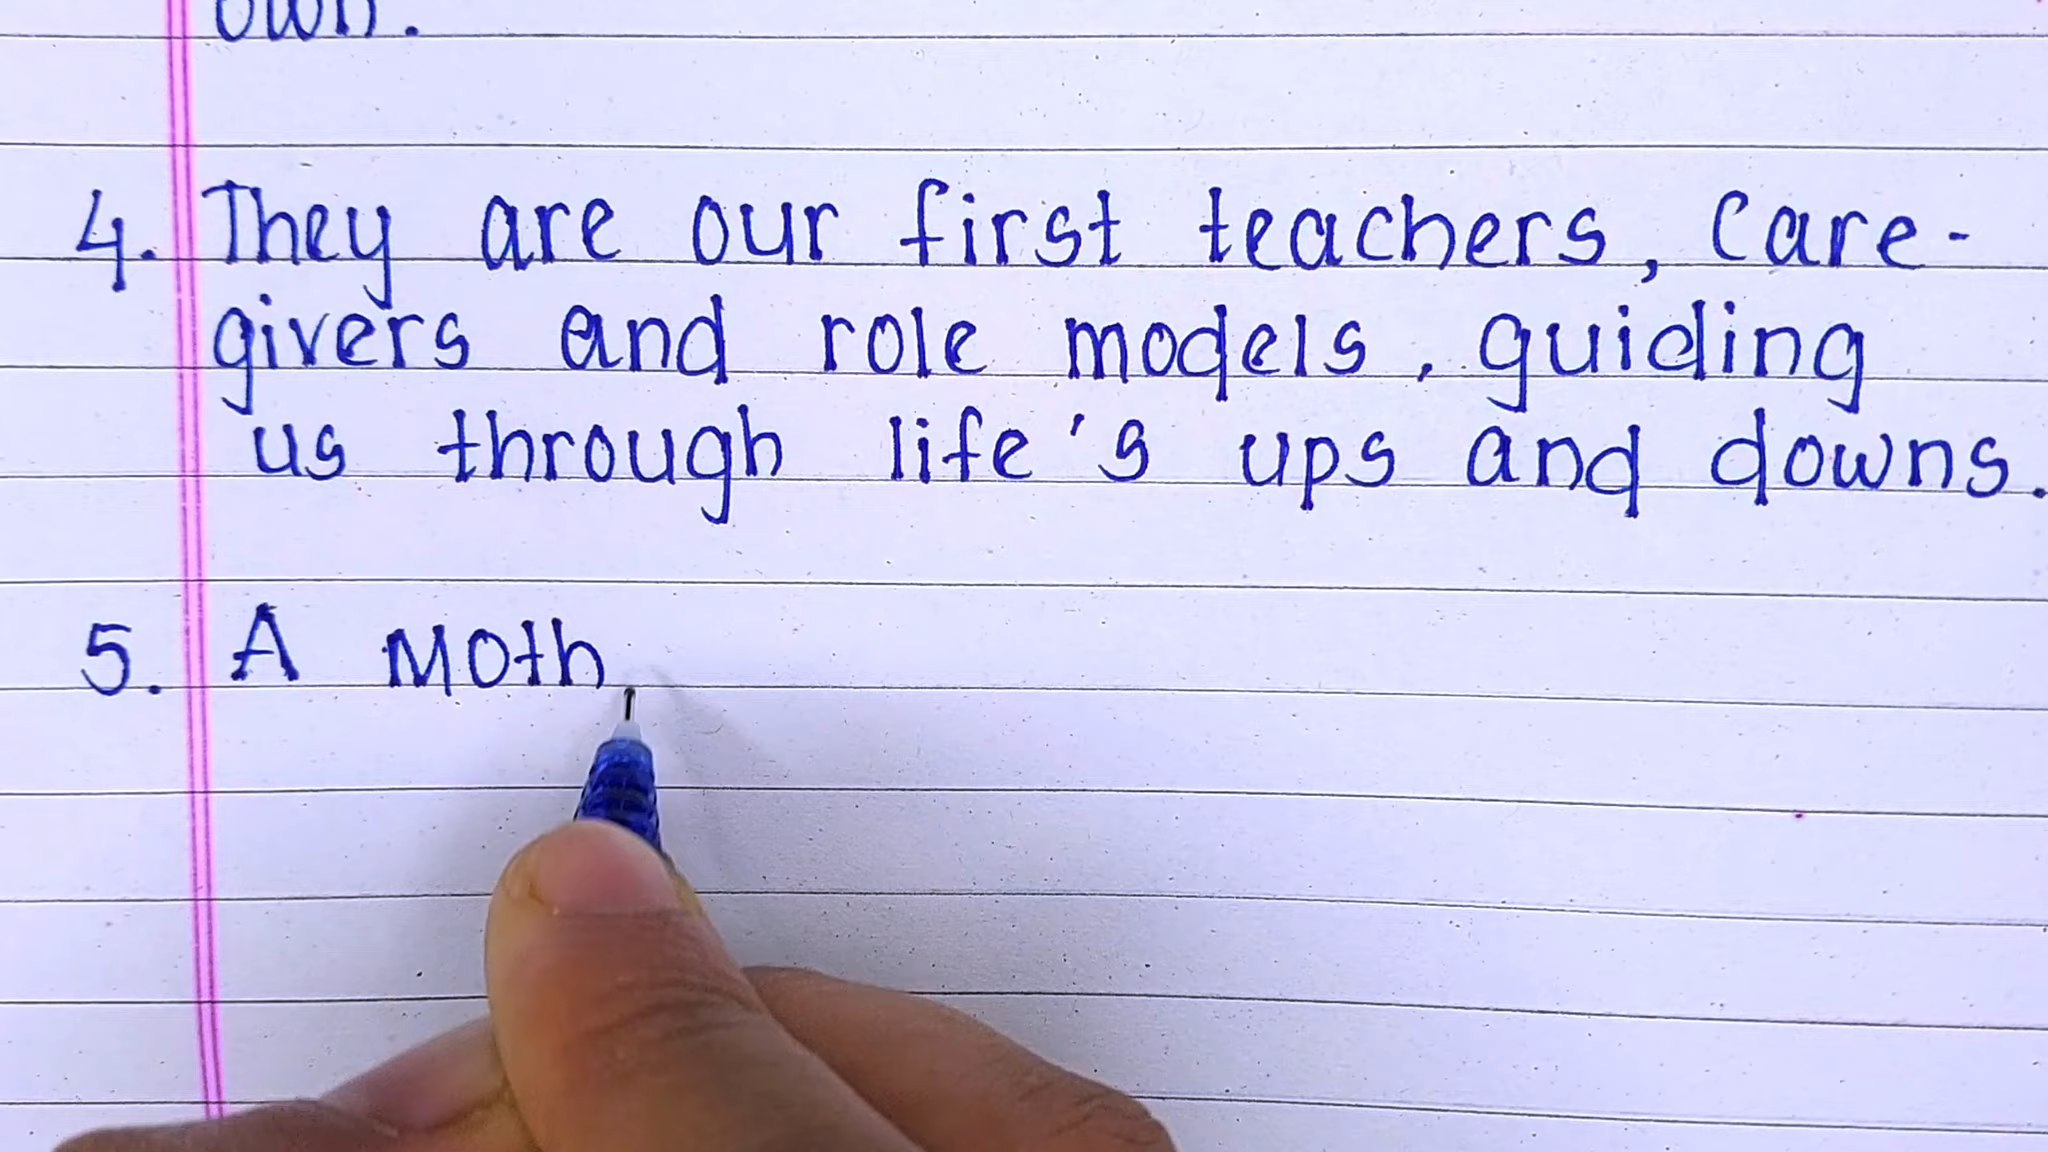 own.
4. They are our first teachers, care-
givers and role models, guiding
us through life's ups and downs.
5. A Moth